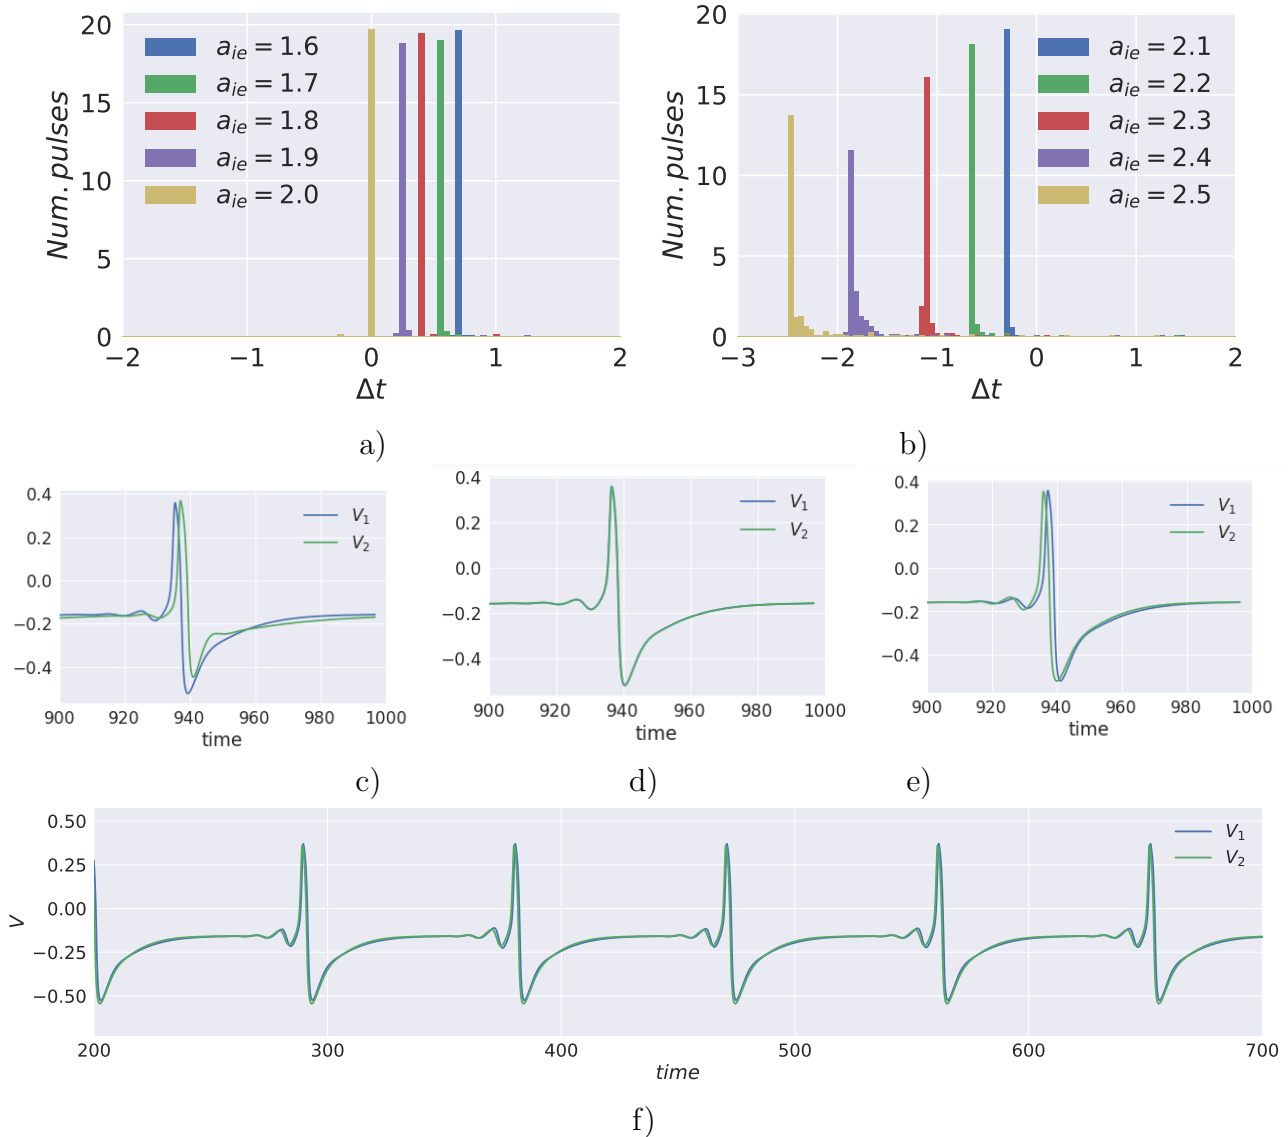 20
15
10
5
0
Num. pulses
a_ie = 1.6
a_ie = 1.7
a_ie = 1.8
a_ie = 1.9
a_ie = 2.0
−2 −1 0 1 2
Δt
a)
20
15
10
5
0
Num. pulses
a_ie = 2.1
a_ie = 2.2
a_ie = 2.3
a_ie = 2.4
a_ie = 2.5
−3 −2 −1 0 1 2
Δt
b)
0.4
0.2
0.0
−0.2
−0.4
V_1
V_2
900 920 940 960 980 1000
time
c)
0.4
0.2
0.0
−0.2
−0.4
V_1
V_2
900 920 940 960 980 1000
time
d)
0.4
0.2
0.0
−0.2
−0.4
V_1
V_2
900 920 940 960 980 1000
time
e)
0.50
0.25
0.00
−0.25
−0.50
V
V_1
V_2
200 300 400 500 600 700
time
f)